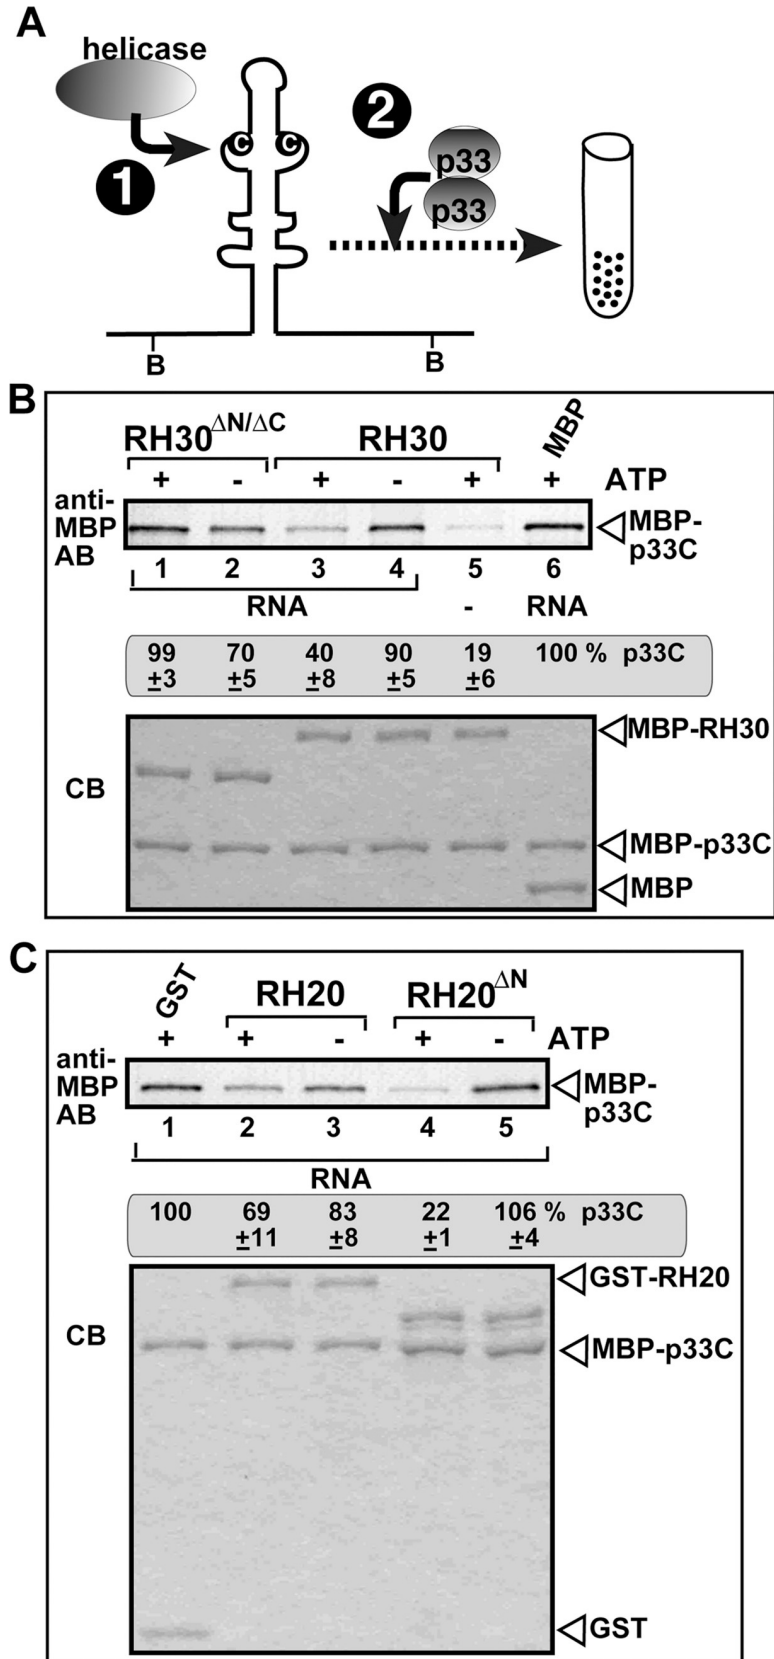 A
helicase
C C
1
2
p33
p33
B B
B
RH30ΔN/ΔC RH30 MBP
+ - + - + + ATP
anti-
MBP
AB
MBP-
p33C
1 2 3 4 5 6
RNA - RNA
99 70 40 90 19 100 % p33C
±3 ±5 ±8 ±5 ±6
MBP-RH30
CB
MBP-p33C
MBP
C
GST RH20 RH20ΔN
+ + - + - ATP
anti-
MBP
AB
MBP-
p33C
1 2 3 4 5
RNA
100 69 83 22 106 % p33C
±11 ±8 ±1 ±4
GST-RH20
CB
MBP-p33C
GST